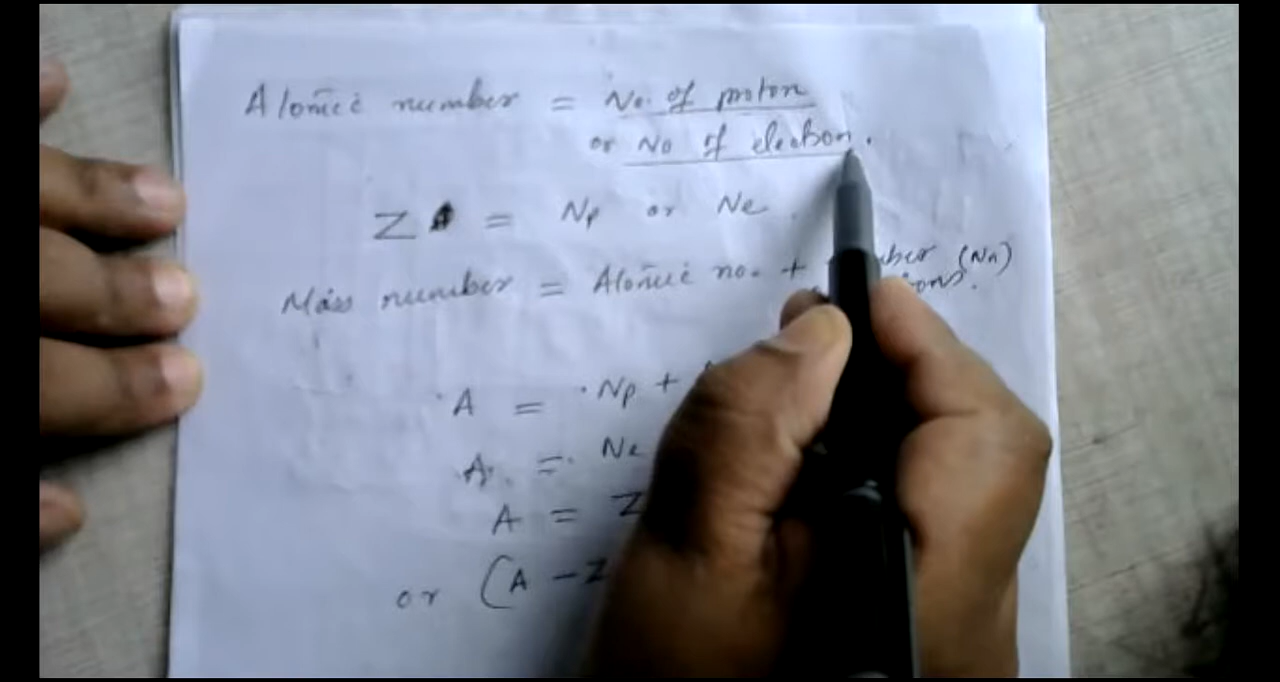 Atomic number = No. of proton
or No of electron.
Z = Np or Ne
Mass number = Atomic no. + (Nn)
A = Np +
A = Ne
A = Z
or (A - Z